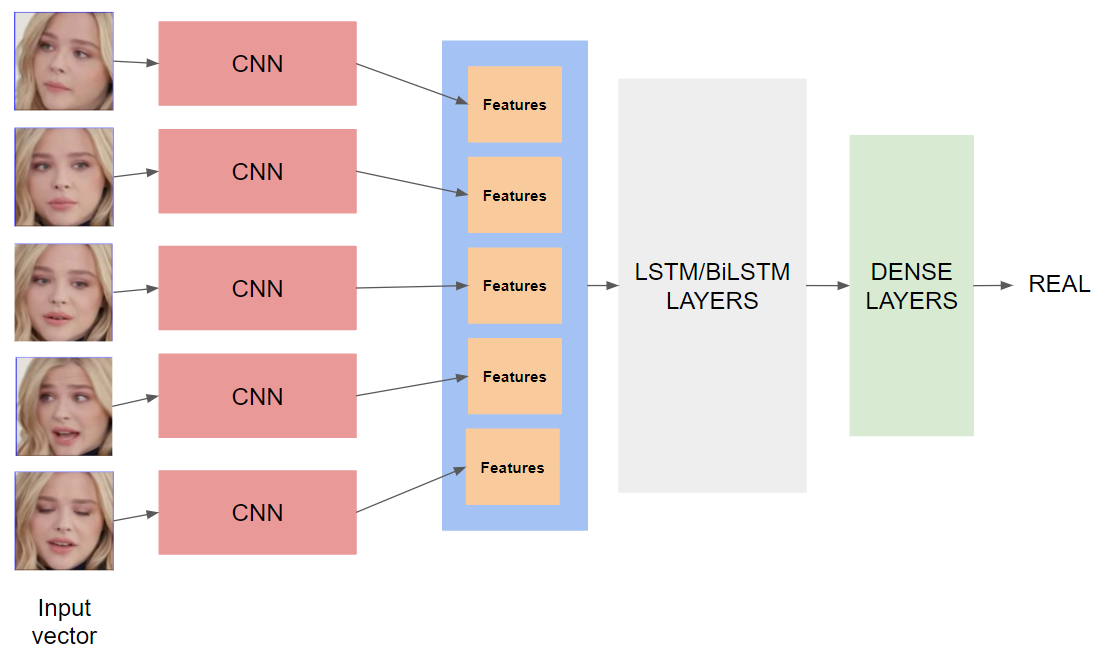 CNN
CNN
CNN
CNN
CNN
Features
Features
Features
Features
Features
LSTM/BiLSTM
LAYERS
DENSE
LAYERS
REAL
Input
vector